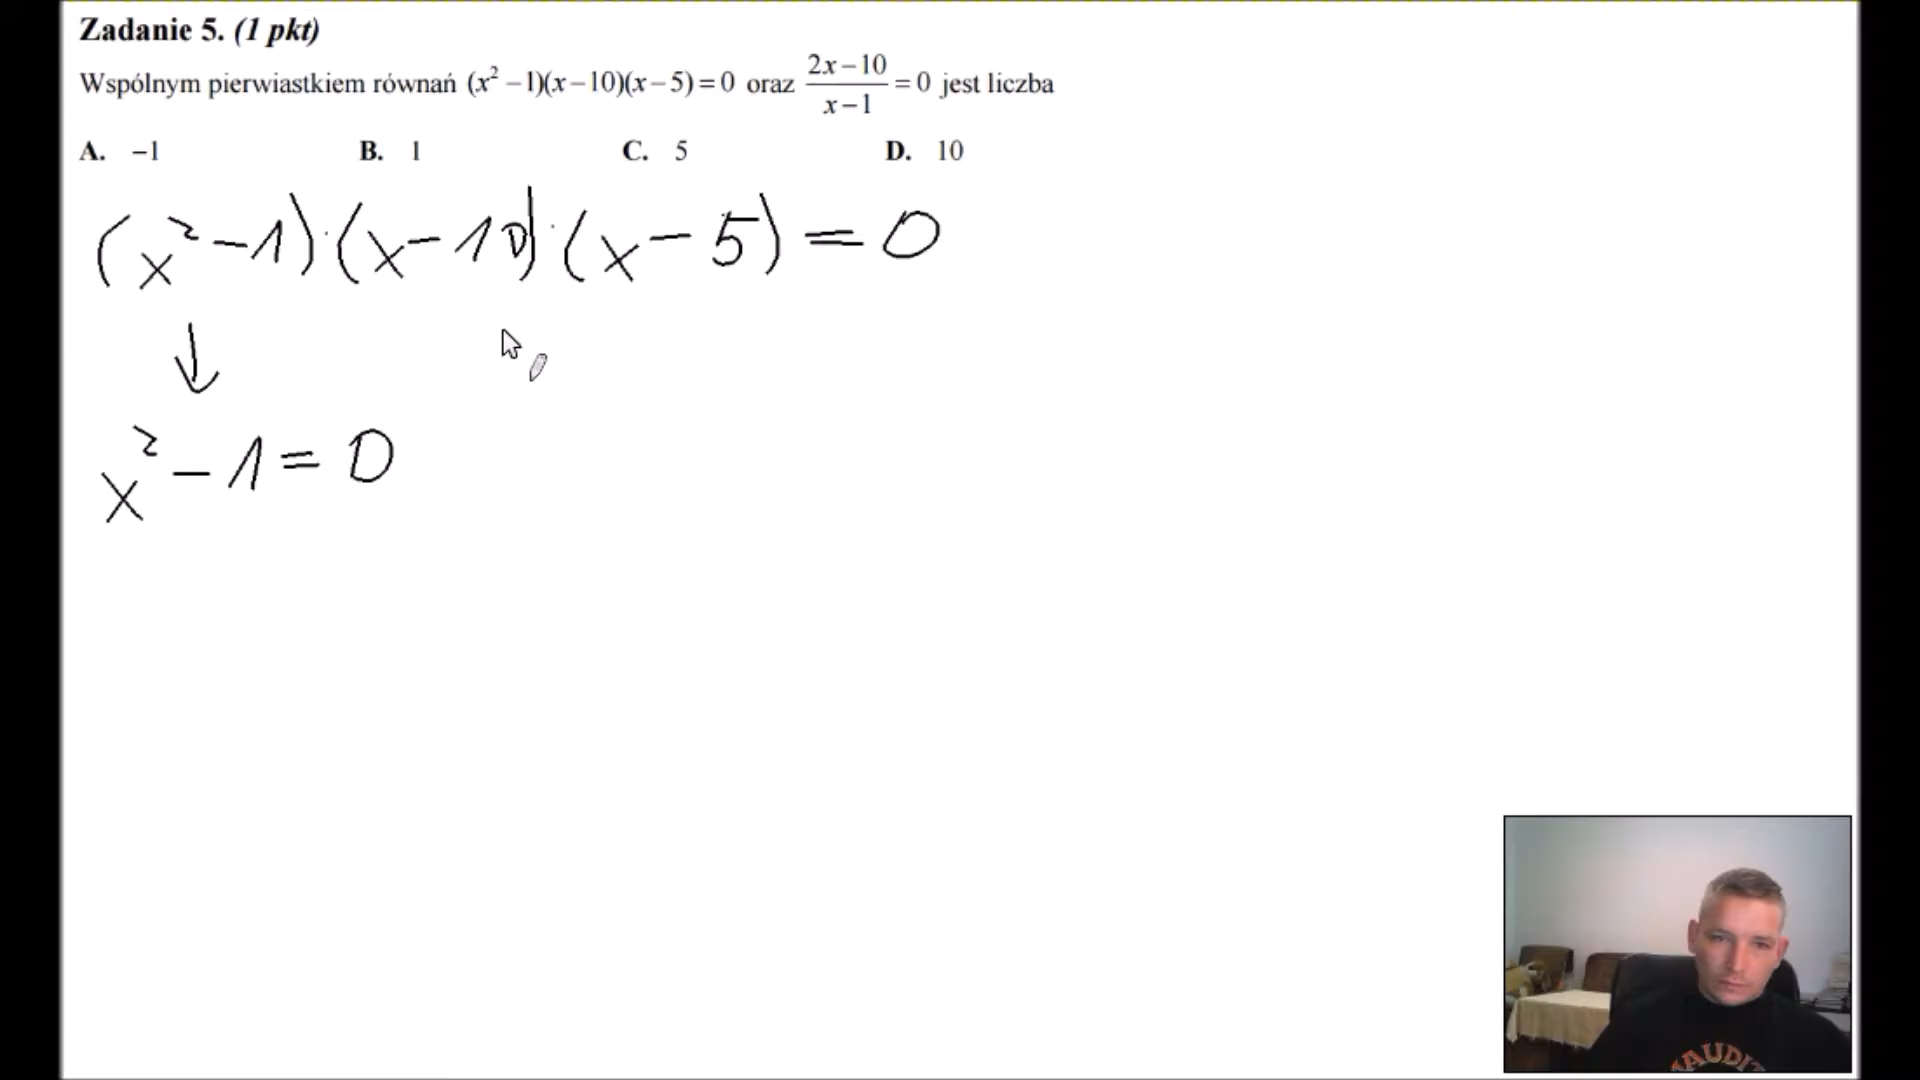 Zadanie 5. (1 pkt)
Wspólnym pierwiastkiem równań (x² −1)(x−10)(x−5)=0 oraz (2x−10)/(x−1) =0 jest liczba
A. −1 B. 1 C. 5 D. 10
(x²−1)·(x−10)·(x−5)=0
↓
x²−1=0